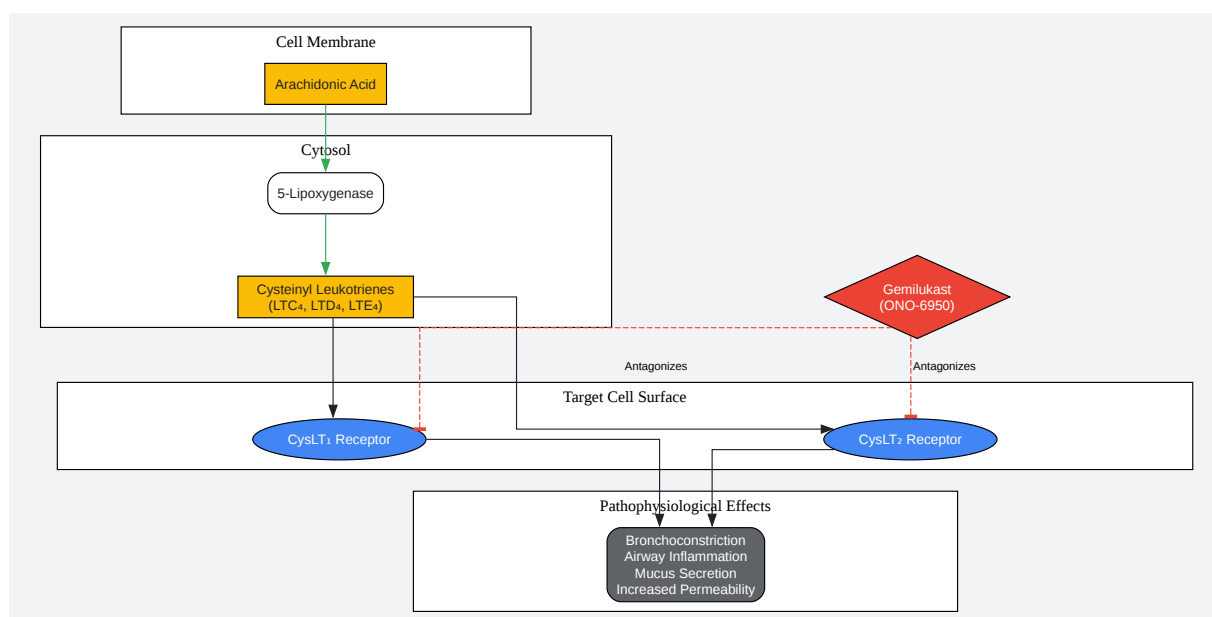 Cell Membrane
Arachidonic Acid
Cytosol
5-Lipoxygenase
Cysteinyl Leukotrienes
(LTC₄, LTD₄, LTE₄)
Gemilukast
(ONO-6950)
Antagonizes
Antagonizes
Target Cell Surface
CysLT₁ Receptor
CysLT₂ Receptor
Pathophysiological Effects
Bronchoconstriction
Airway Inflammation
Mucus Secretion
Increased Permeability